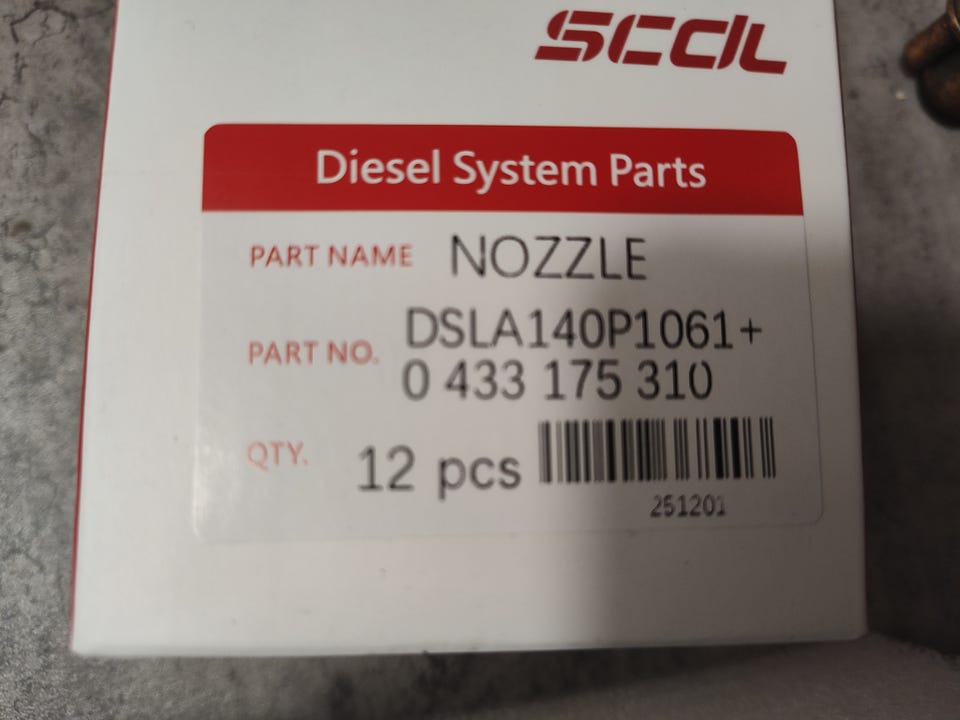 SCDL
Diesel System Parts
PART NAME NOZZLE
PART NO. DSLA140P1061+
0 433 175 310
QTY. 12 pcs
251201